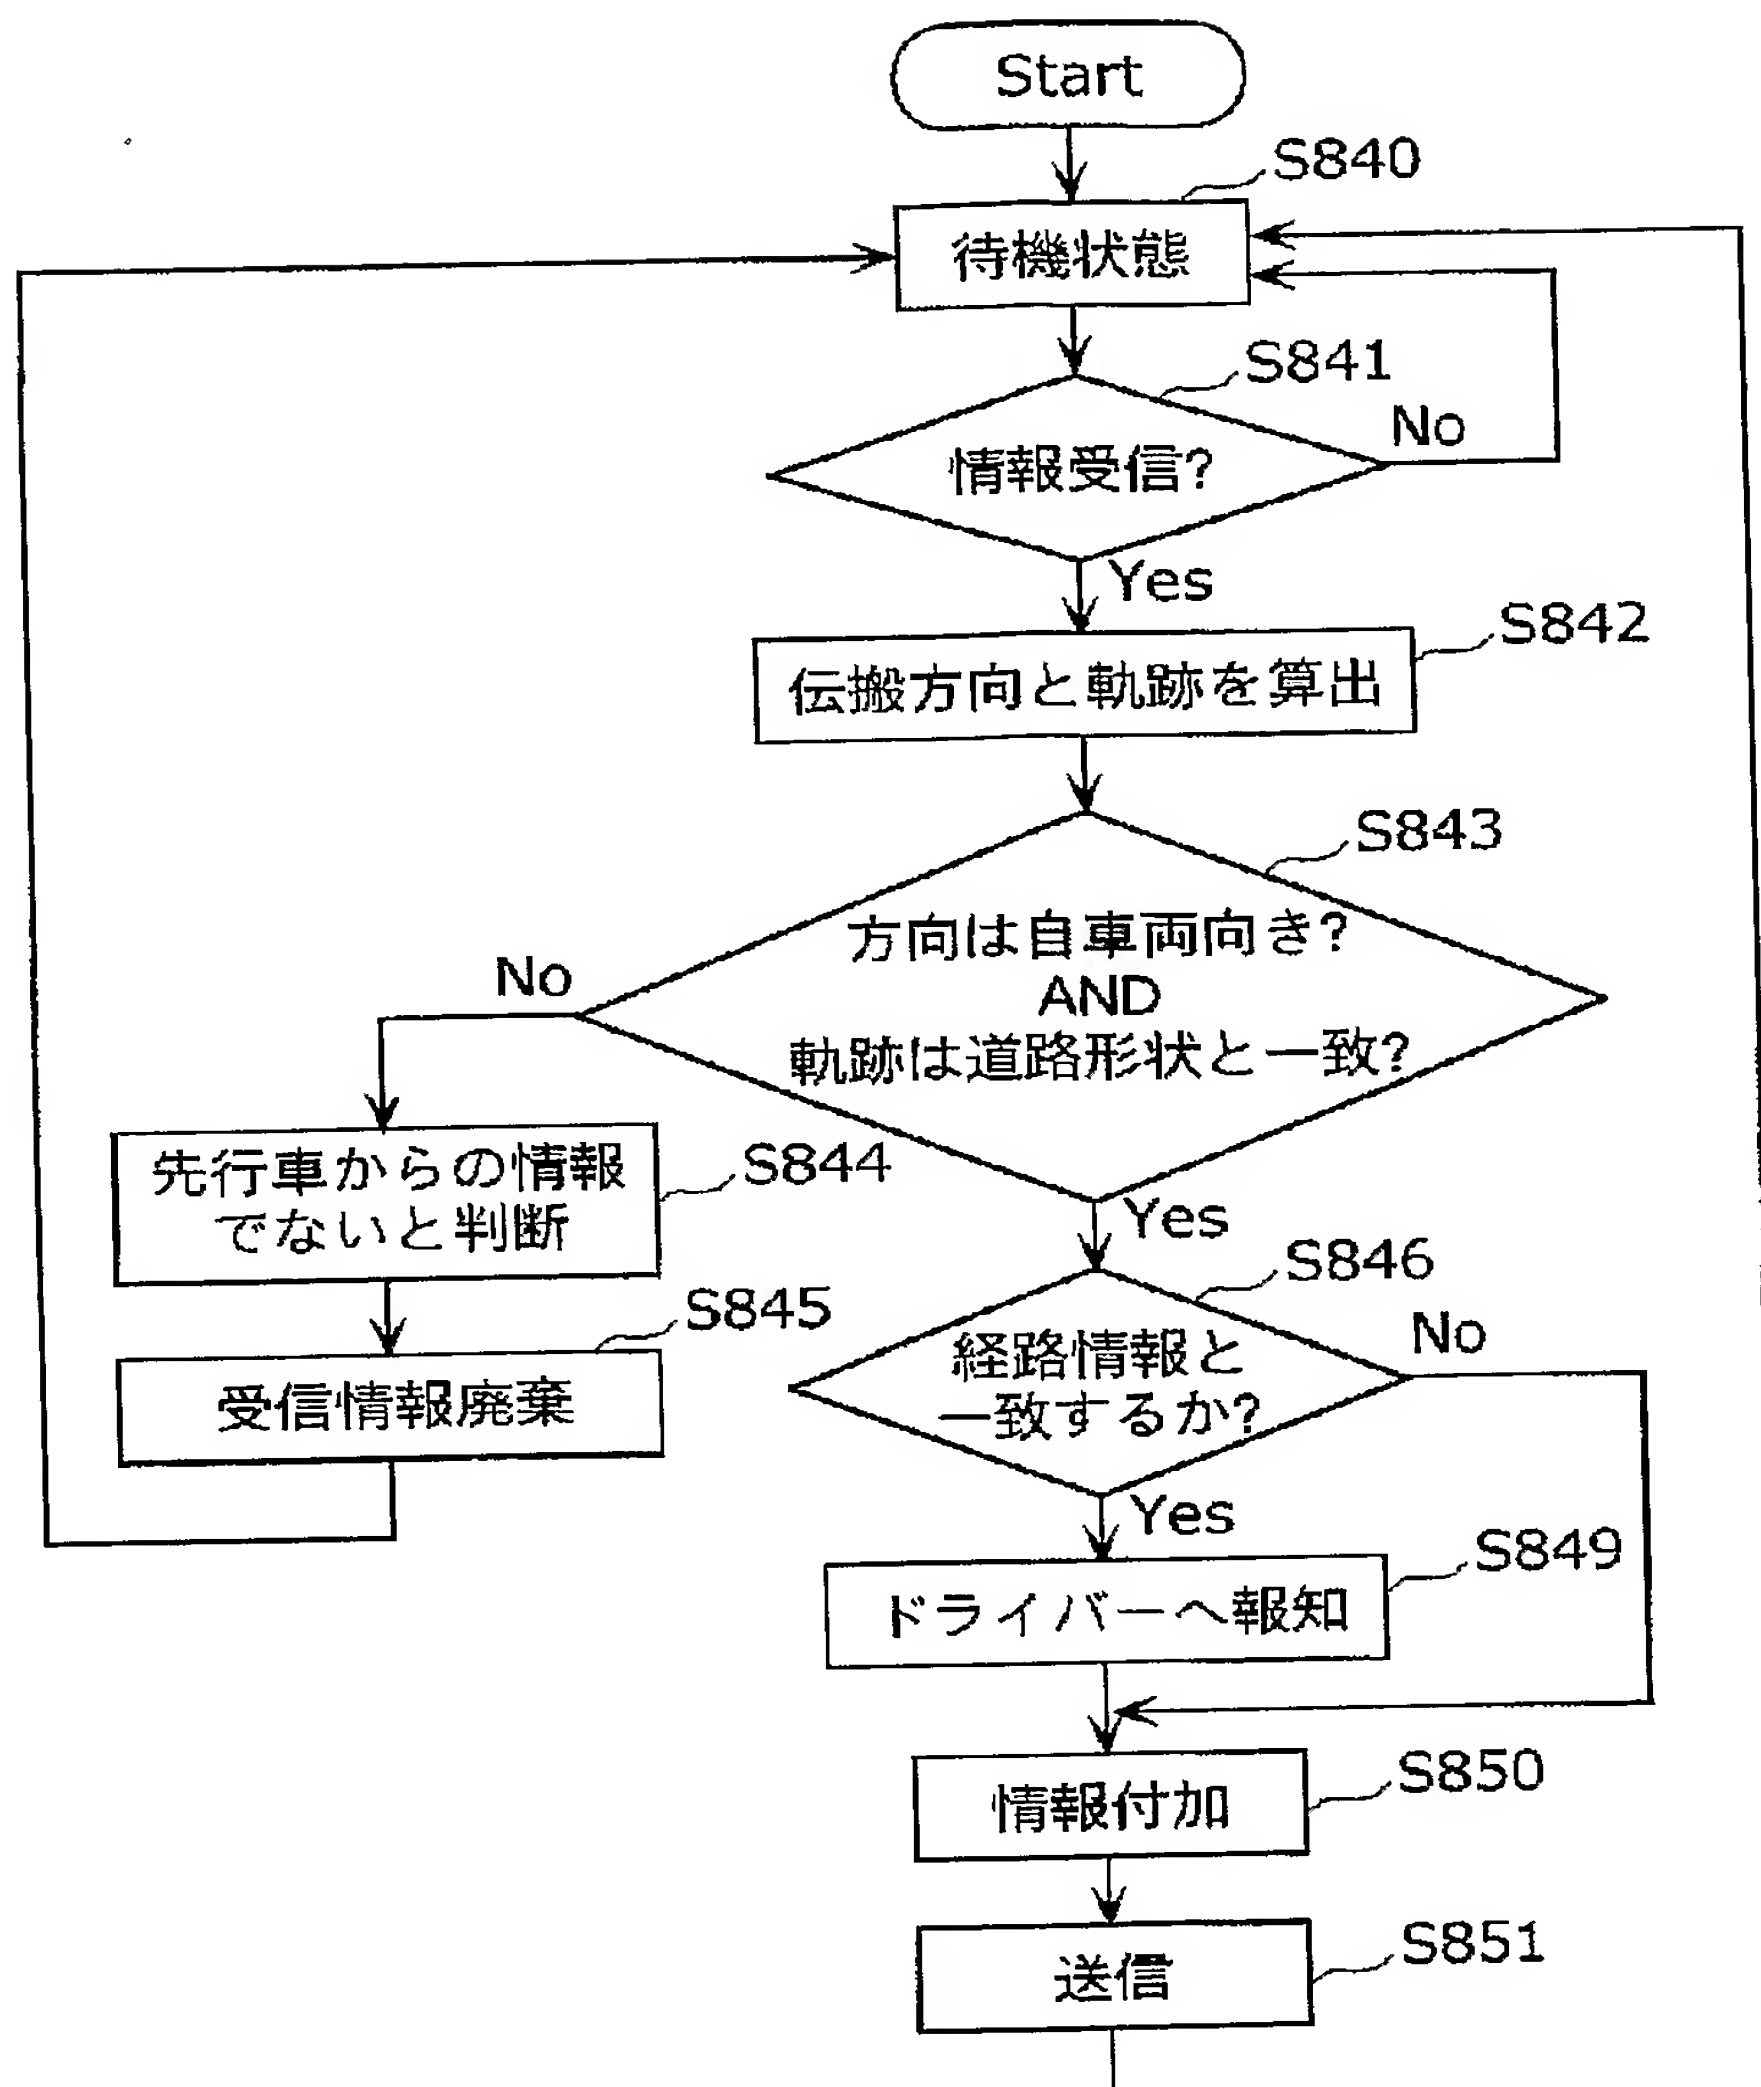 Start
S840
待機状態
S841
情報受信?
No
Yes
S842
伝搬方向と軌跡を算出
S843
方向は自車両向き?
AND
軌跡は道路形状と一致?
No
Yes
S844
先行車からの情報
でないと判断
S845
受信情報廃棄
S846
経路情報と
一致するか?
No
Yes
S849
ドライバーへ報知
S850
情報付加
S851
送信